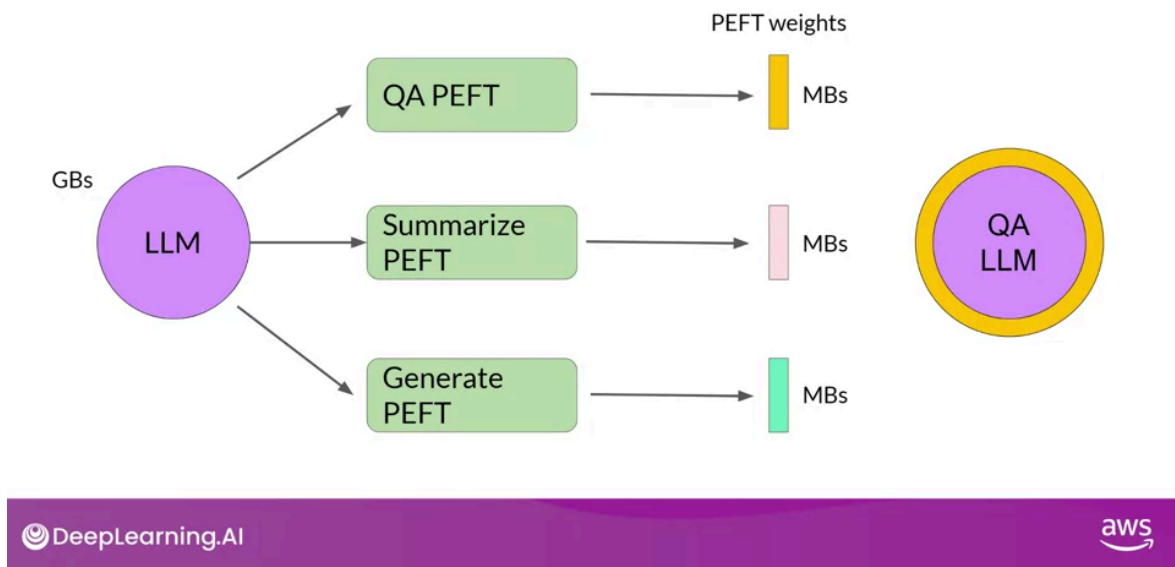 PEFT weights
QA PEFT
MBs
GBs
LLM
Summarize
PEFT
MBs
QA
LLM
Generate
PEFT
MBs
DeepLearning.AI
aws